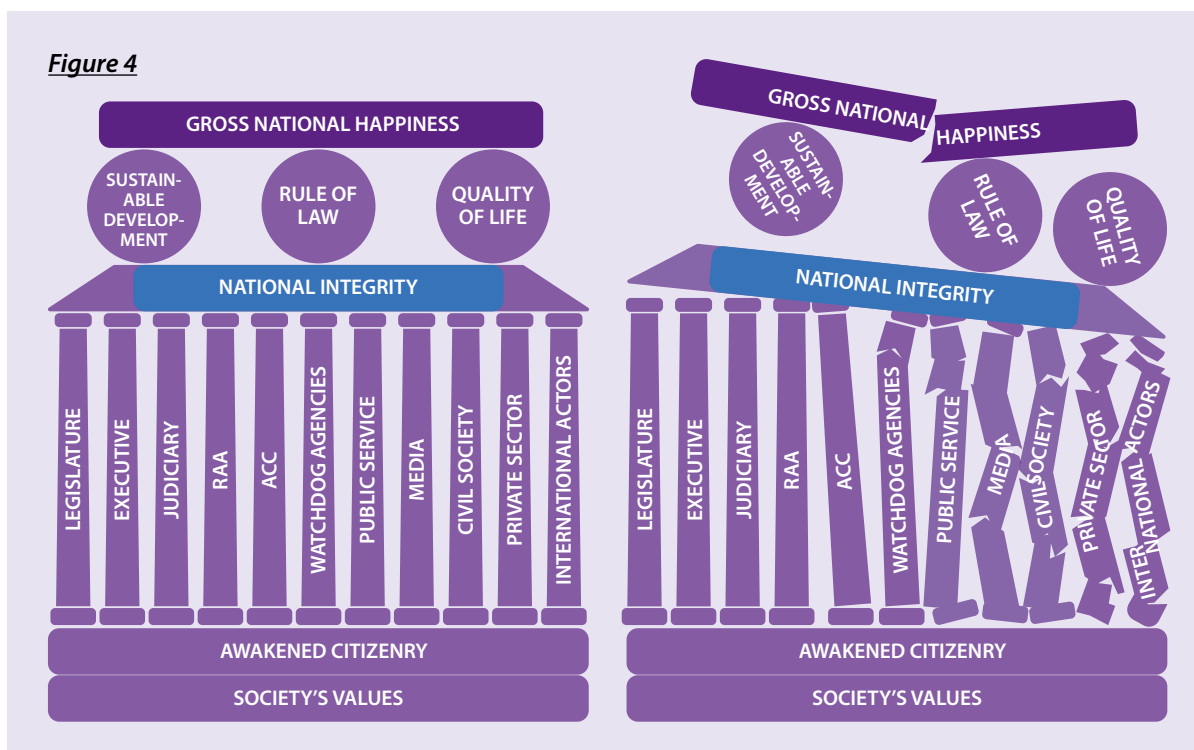 Figure 4
GROSS NATIONAL HAPPINESS
SUSTAIN-
ABLE
DEVELOP-
MENT
RULE OF
LAW
QUALITY
OF LIFE
NATIONAL INTEGRITY
LEGISLATURE
EXECUTIVE
JUDICIARY
RAA
ACC
WATCHDOG AGENCIES
PUBLIC SERVICE
MEDIA
CIVIL SOCIETY
PRIVATE SECTOR
INTERNATIONAL ACTORS
AWAKENED CITIZENRY
SOCIETY’S VALUES
GROSS NATIONAL
HAPPINESS
SUSTAIN-
ABLE
DEVELOP-
MENT
RULE OF
LAW
QUALITY
OF LIFE
NATIONAL INTEGRITY
LEGISLATURE
EXECUTIVE
JUDICIARY
RAA
ACC
WATCHDOG AGENCIES
PUBLIC SERVICE
MEDIA
CIVIL SOCIETY
PRIVATE SECTOR
INTERNATIONAL ACTORS
AWAKENED CITIZENRY
SOCIETY’S VALUES